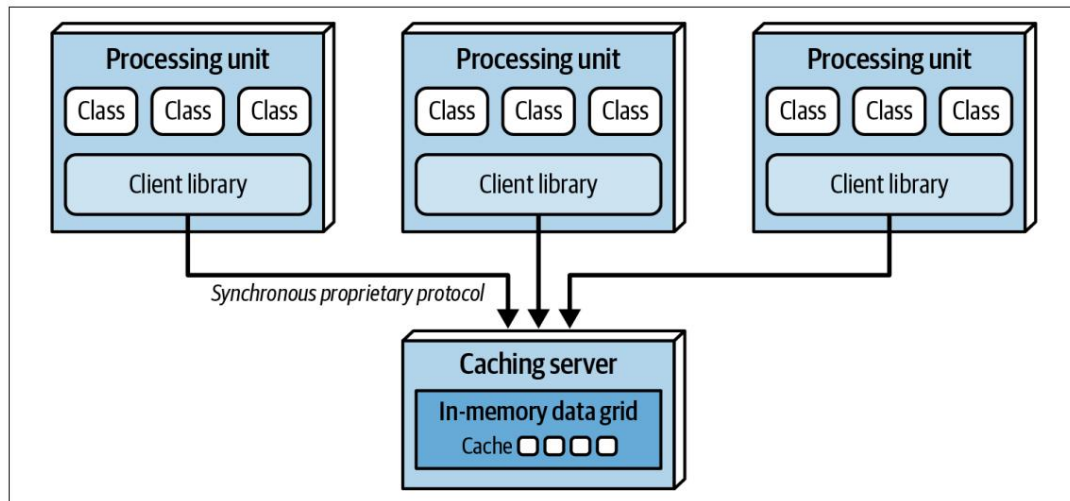 Processing unit
Class Class Class
Client library
Processing unit
Class Class Class
Client library
Processing unit
Class Class Class
Client library
Synchronous proprietary protocol
Caching server
In-memory data grid
Cache